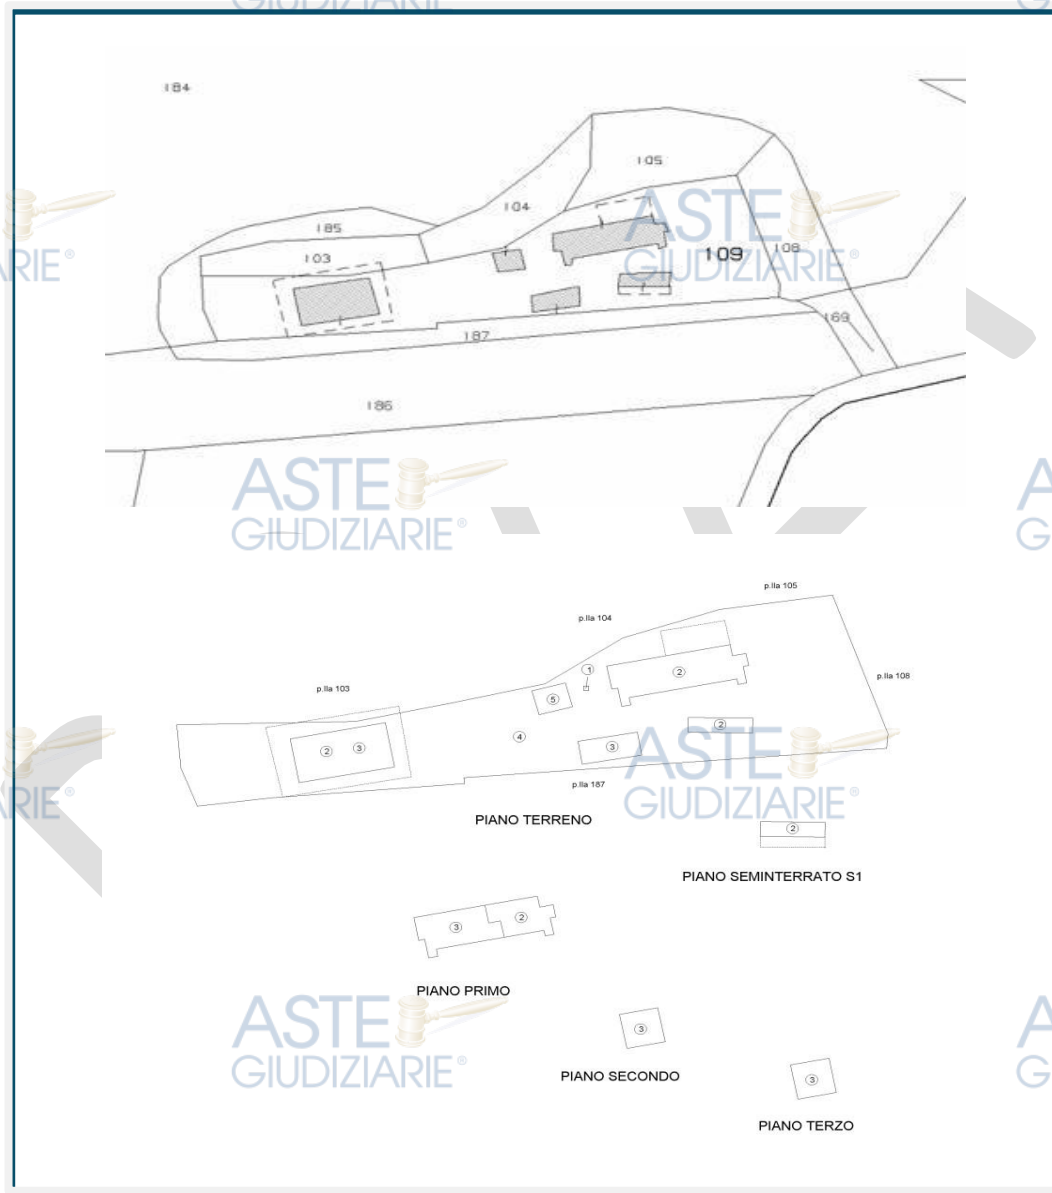 184
105
104
185
103
109
108
169
187
186
p.lla 105
p.lla 104
p.lla 108
p.lla 103
1
2
5
2
4
2 3
3
p.lla 187
PIANO TERRENO
2
PIANO SEMINTERRATO S1
3 2
PIANO PRIMO
3
PIANO SECONDO
3
PIANO TERZO
ASTE
GIUDIZIARIE®